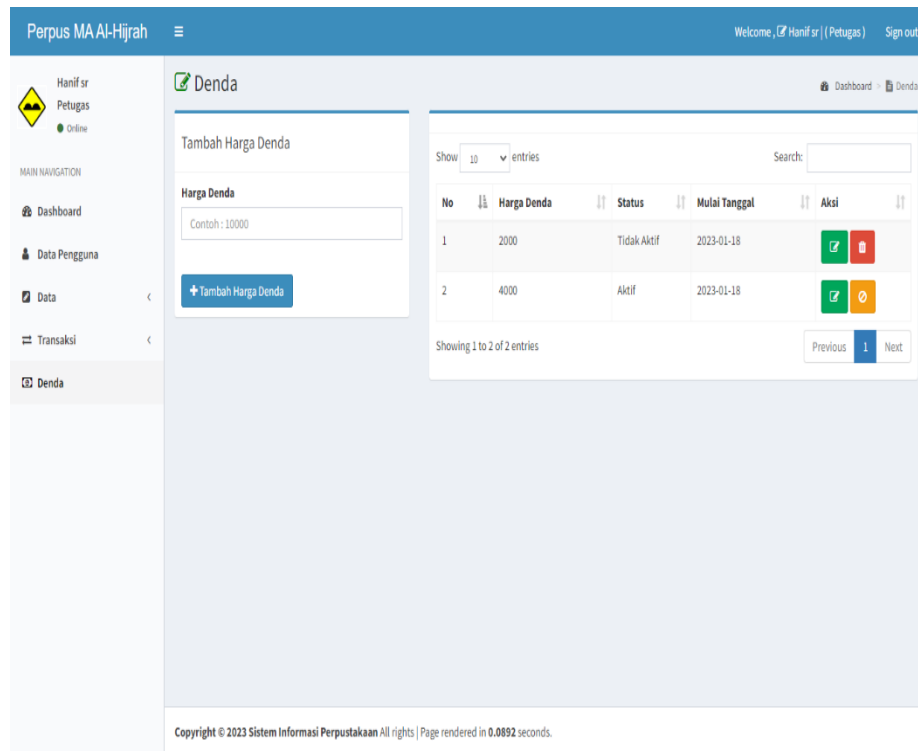 Perpus MA Al-Hijrah
Welcome , Hanif sr | ( Petugas ) Sign out
Hanif sr
Petugas
Online
MAIN NAVIGATION
Dashboard
Data Pengguna
Data
Transaksi
Denda
Denda
Dashboard > Denda
Tambah Harga Denda
Harga Denda
Contoh : 10000
Tambah Harga Denda
Show 10 entries
Search:
No Harga Denda Status Mulai Tanggal Aksi
1 2000 Tidak Aktif 2023-01-18
2 4000 Aktif 2023-01-18
Showing 1 to 2 of 2 entries
Previous 1 Next
Copyright © 2023 Sistem Informasi Perpustakaan All rights | Page rendered in 0.0892 seconds.